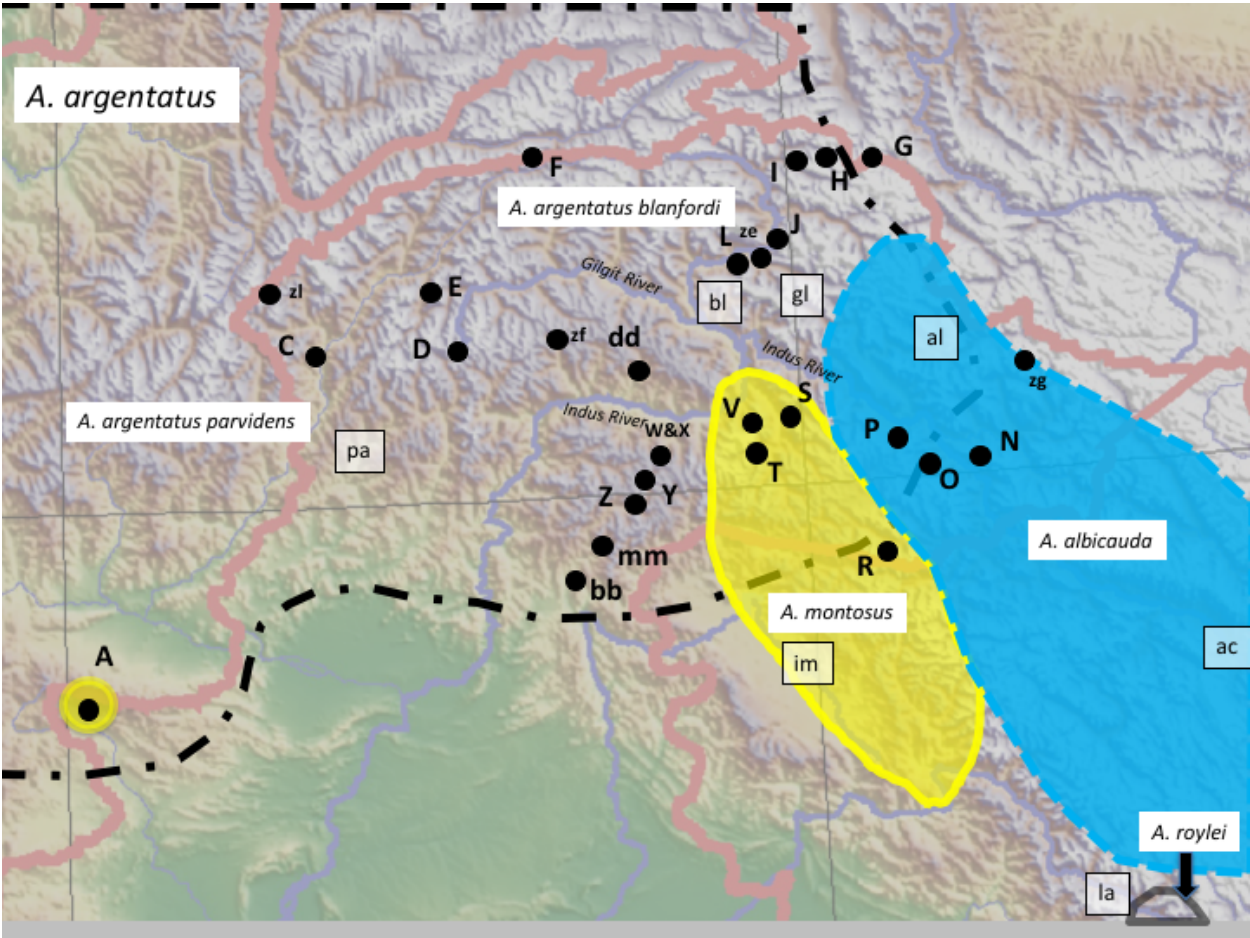 A. argentatus
F
I
H
G
A. argentatus blanfordi
L
ze
J
Gilgit River
zl
E
bl
gl
C
D
zf
dd
al
Indus River
zg
A. argentatus parvidens
Indus River
W&X
V
S
P
N
pa
T
O
Z
Y
mm
R
A. albicauda
bb
A. montosus
im
ac
A
A. roylei
la